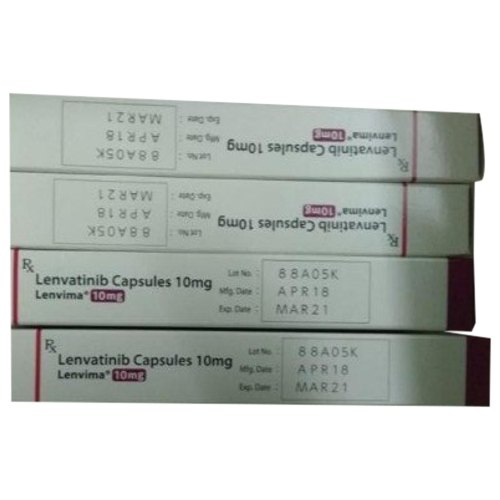 Rx
Lenvatinib Capsules 10mg
Lenvima® 10mg
Lot No. : 88A05K
Mfg. Date : APR18
Exp. Date : MAR21
Rx
Lenvatinib Capsules 10mg
Lenvima® 10mg
Lot No. : 88A05K
Mfg. Date : APR18
Exp. Date : MAR21
Rx
Lenvatinib Capsules 10mg
Lenvima® 10mg
Lot No. : 88A05K
Mfg. Date : APR18
Exp. Date : MAR21
Rx
Lenvatinib Capsules 10mg
Lenvima® 10mg
Lot No. : 88A05K
Mfg. Date : APR18
Exp. Date : MAR21